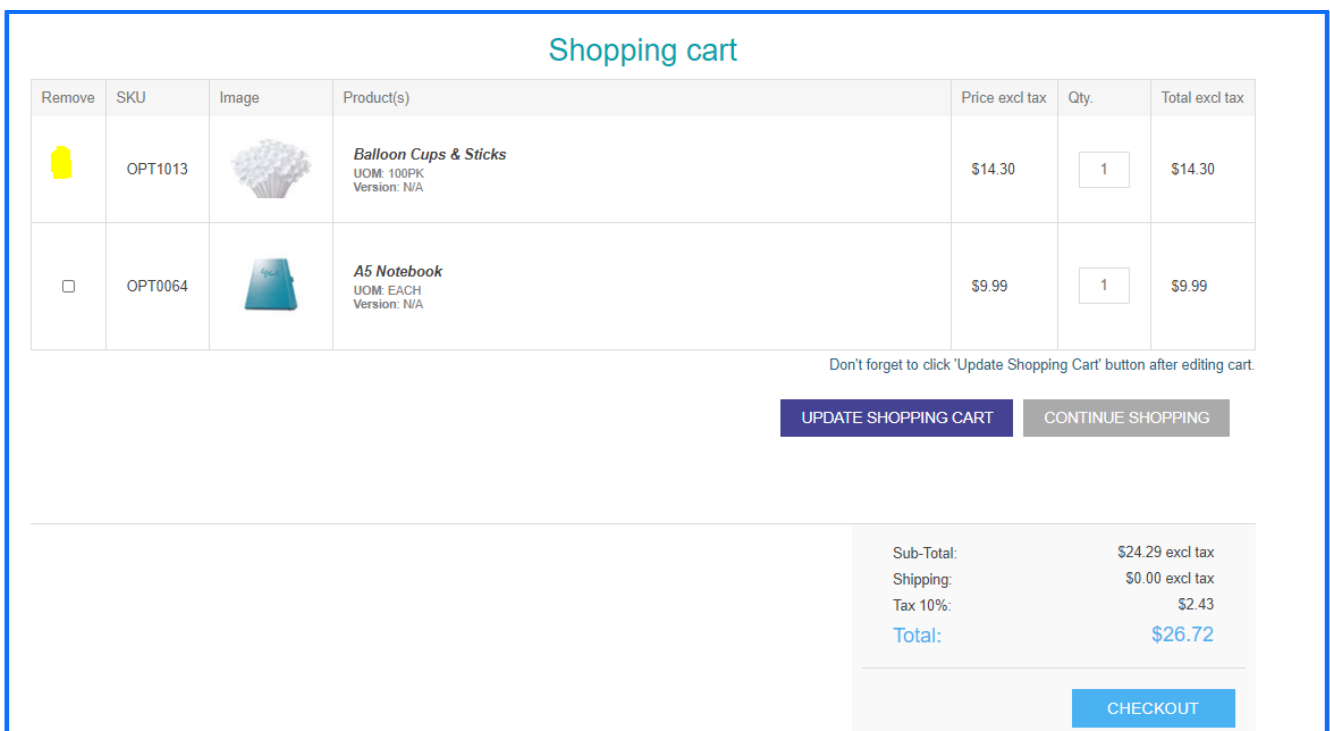 Shopping cart
Remove SKU Image Product(s) Price excl tax Qty. Total excl tax
OPT1013 Balloon Cups & Sticks $14.30 1 $14.30
UOM: 100PK
Version: N/A
OPT0064 A5 Notebook $9.99 1 $9.99
UOM: EACH
Version: N/A
Don't forget to click 'Update Shopping Cart' button after editing cart.
UPDATE SHOPPING CART CONTINUE SHOPPING
Sub-Total: $24.29 excl tax
Shipping: $0.00 excl tax
Tax 10%: $2.43
Total: $26.72
CHECKOUT